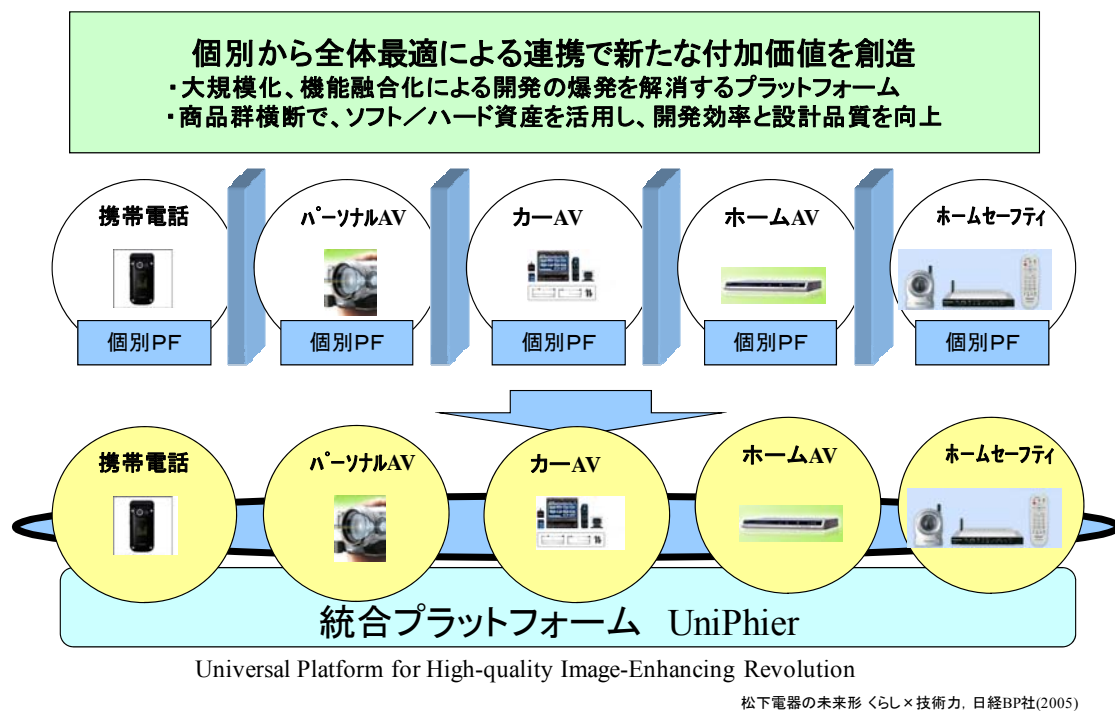 個別から全体最適による連携で新たな付加価値を創造
・大規模化、機能融合化による開発の爆発を解消するプラットフォーム
・商品群横断で、ソフト／ハード資産を活用し、開発効率と設計品質を向上
携帯電話
パーソナルAV
カーAV
ホームAV
ホームセーフティ
個別PF
個別PF
個別PF
個別PF
個別PF
携帯電話
パーソナルAV
カーAV
ホームAV
ホームセーフティ
統合プラットフォーム UniPhier
Universal Platform for High-quality Image-Enhancing Revolution
松下電器の未来形 くらし×技術力, 日経BP社(2005)